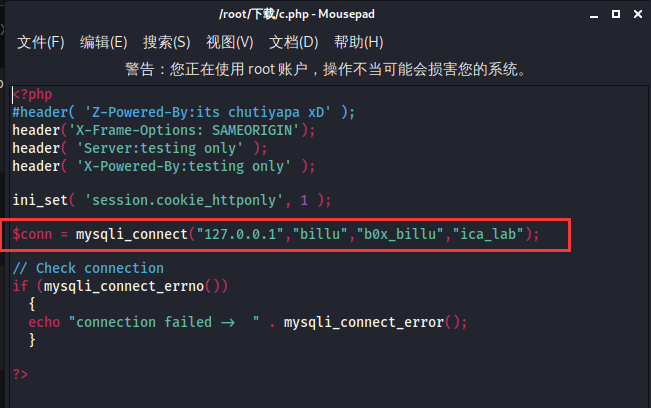 /root/下载/c.php - Mousepad
文件(F) 编辑(E) 搜索(S) 视图(V) 文档(D) 帮助(H)
警告：您正在使用 root 账户，操作不当可能会损害您的系统。
<?php
#header( 'Z-Powered-By:its chutiyapa xD' );
header('X-Frame-Options: SAMEORIGIN');
header( 'Server:testing only' );
header( 'X-Powered-By:testing only' );
ini_set( 'session.cookie_httponly', 1 );
$conn = mysqli_connect("127.0.0.1","billu","b0x_billu","ica_lab");
// Check connection
if (mysqli_connect_errno())
{
echo "connection failed -> " . mysqli_connect_error();
}
?>